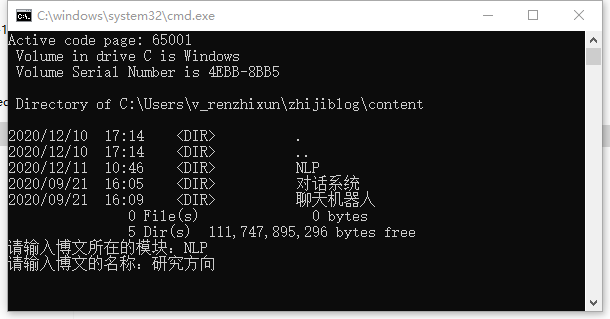 C:\windows\system32\cmd.exe
Active code page: 65001
Volume in drive C is Windows
Volume Serial Number is 4EBB-8BB5
Directory of C:\Users\v_renzhixun\zhijiblog\content
2020/12/10  17:14    <DIR>          .
2020/12/10  17:14    <DIR>          ..
2020/12/11  10:46    <DIR>          NLP
2020/09/21  16:05    <DIR>          对话系统
2020/09/21  16:09    <DIR>          聊天机器人
0 File(s)              0 bytes
5 Dir(s)  111,747,895,296 bytes free
请输入博文所在的模块：NLP
请输入博文的名称：研究方向